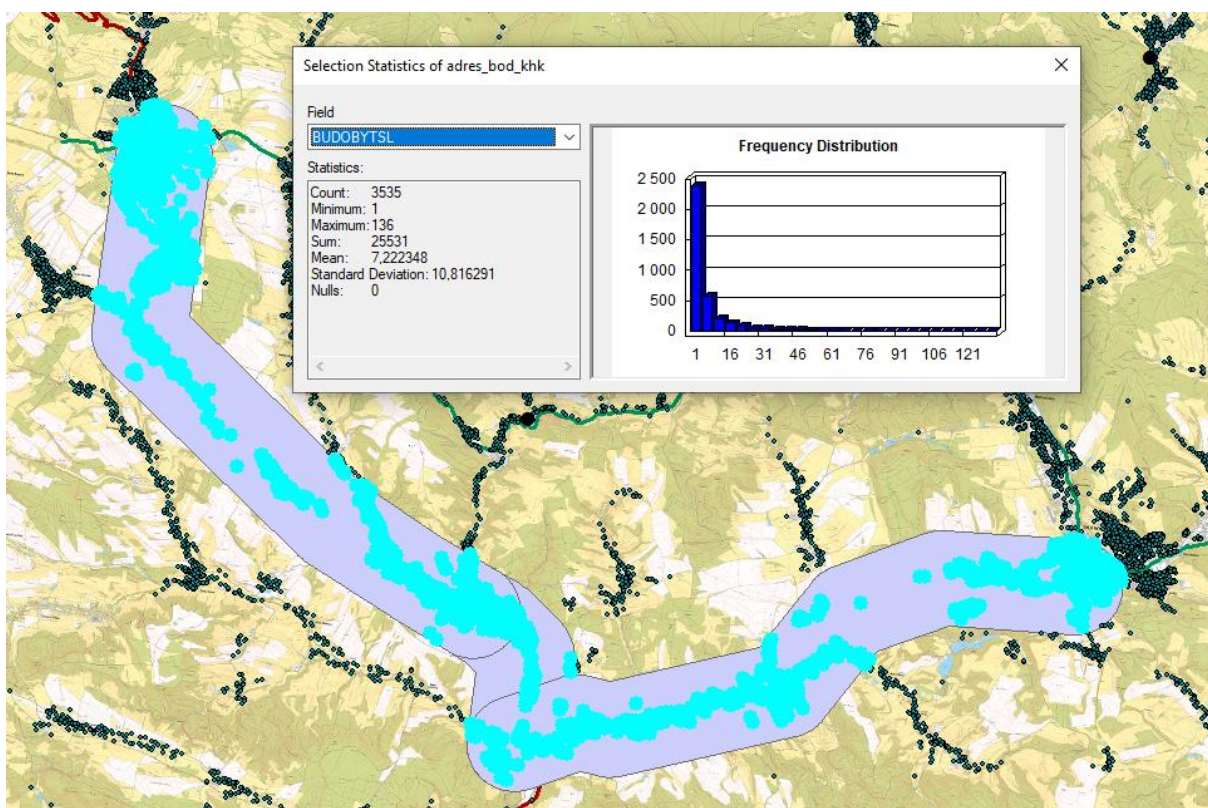 Selection Statistics of adres_bod_khk
Field
BUDOBYTSL
Statistics:
Count: 3535
Minimum: 1
Maximum: 136
Sum: 25531
Mean: 7,222348
Standard Deviation: 10,816291
Nulls: 0
Frequency Distribution
2 500
2 000
1 500
1 000
500
0
1 16 31 46 61 76 91 106 121